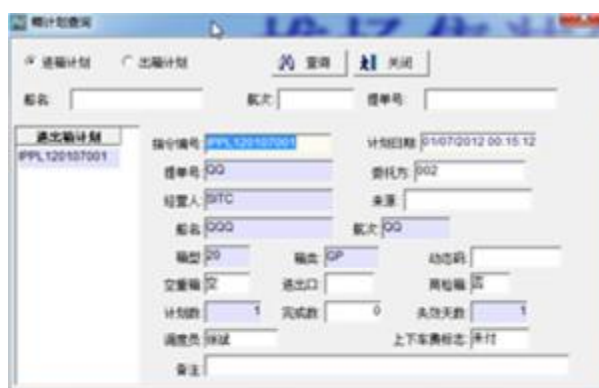 箱计划查询
进箱计划 出箱计划 查询 关闭
船名 航次 提单号
进出箱计划
IPPL120107001
指令编号 IPPL120107001 计划日期 01/07/2012 00:15:12
提单号 QQ 委托方 002
经营人 SITC 来源
船名 QQQ 航次 QQ
箱型 20 箱类 GP 动态码
空重箱 空 进出口 商检箱 否
计划数 1 完成数 0 失效天数 1
调度员 上下车费标志 未付
备注